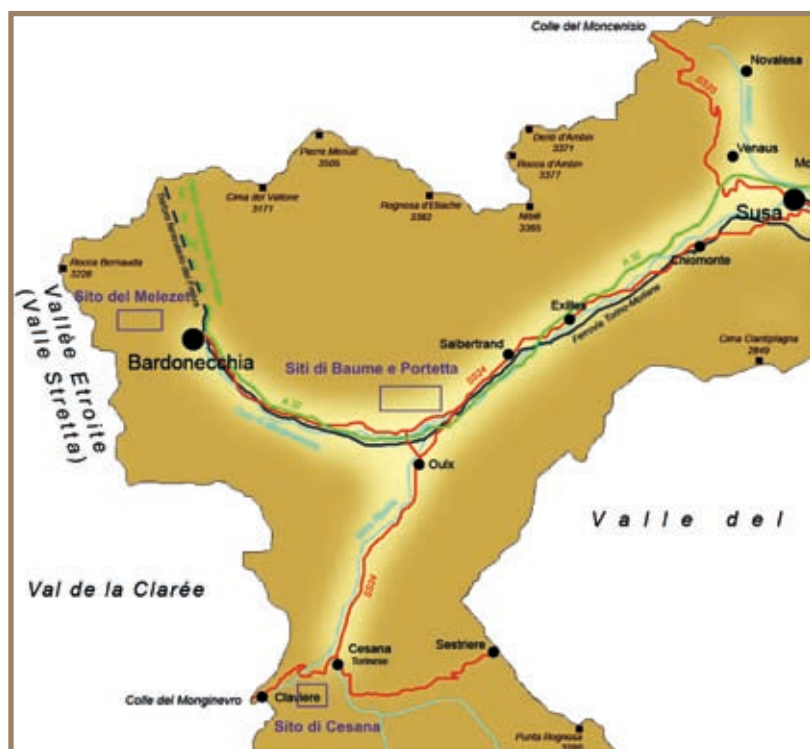 Colle del Moncenisio
Novalesa
SS25
Venaus
Susa
Denti d'Ambin
3371
Rocca d'Ambin
3377
Niblè
3365
Pierre Menue
3505
Cima del Vallone
3171
Rognosa d'Etiache
3382
Rocca Bernauda
3228
Vallée Etroite
(Valle Stretta)
Sito del Melezet
Bardonecchia
A 32
Chiomonte
Exilles
Ferrovia Torino-Modane
Salbertrand
SS24
Cima Ciantiplagna
2849
Siti di Baume e Portetta
A 32
Oulx
Valle del
Val de la Clarée
SS24
Cesana
Torinese
Sestriere
Colle del Monginevro
Claviere
Sito di Cesana
Punta Rognosa